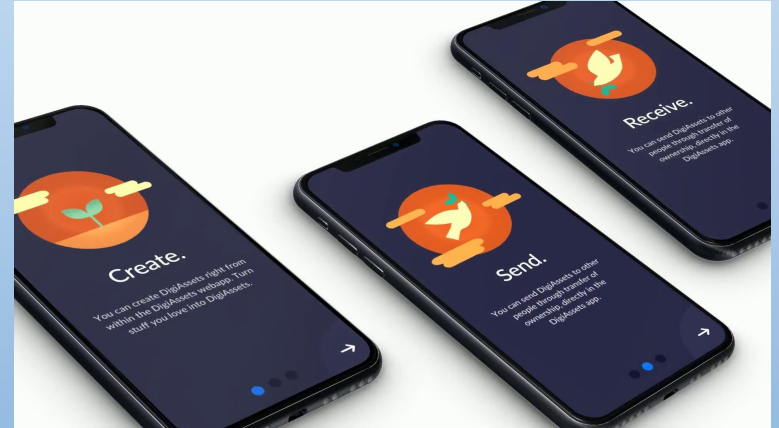 Create.
You can create DigiAssets right from
within the DigiAssets webapp. Turn
stuff you love into DigiAssets.
Send.
You can send DigiAssets to other
people through transfer of
ownership, directly in the
DigiAssets app.
Receive.
You can send DigiAssets to other
people through transfer of
ownership, directly in the
DigiAssets app.